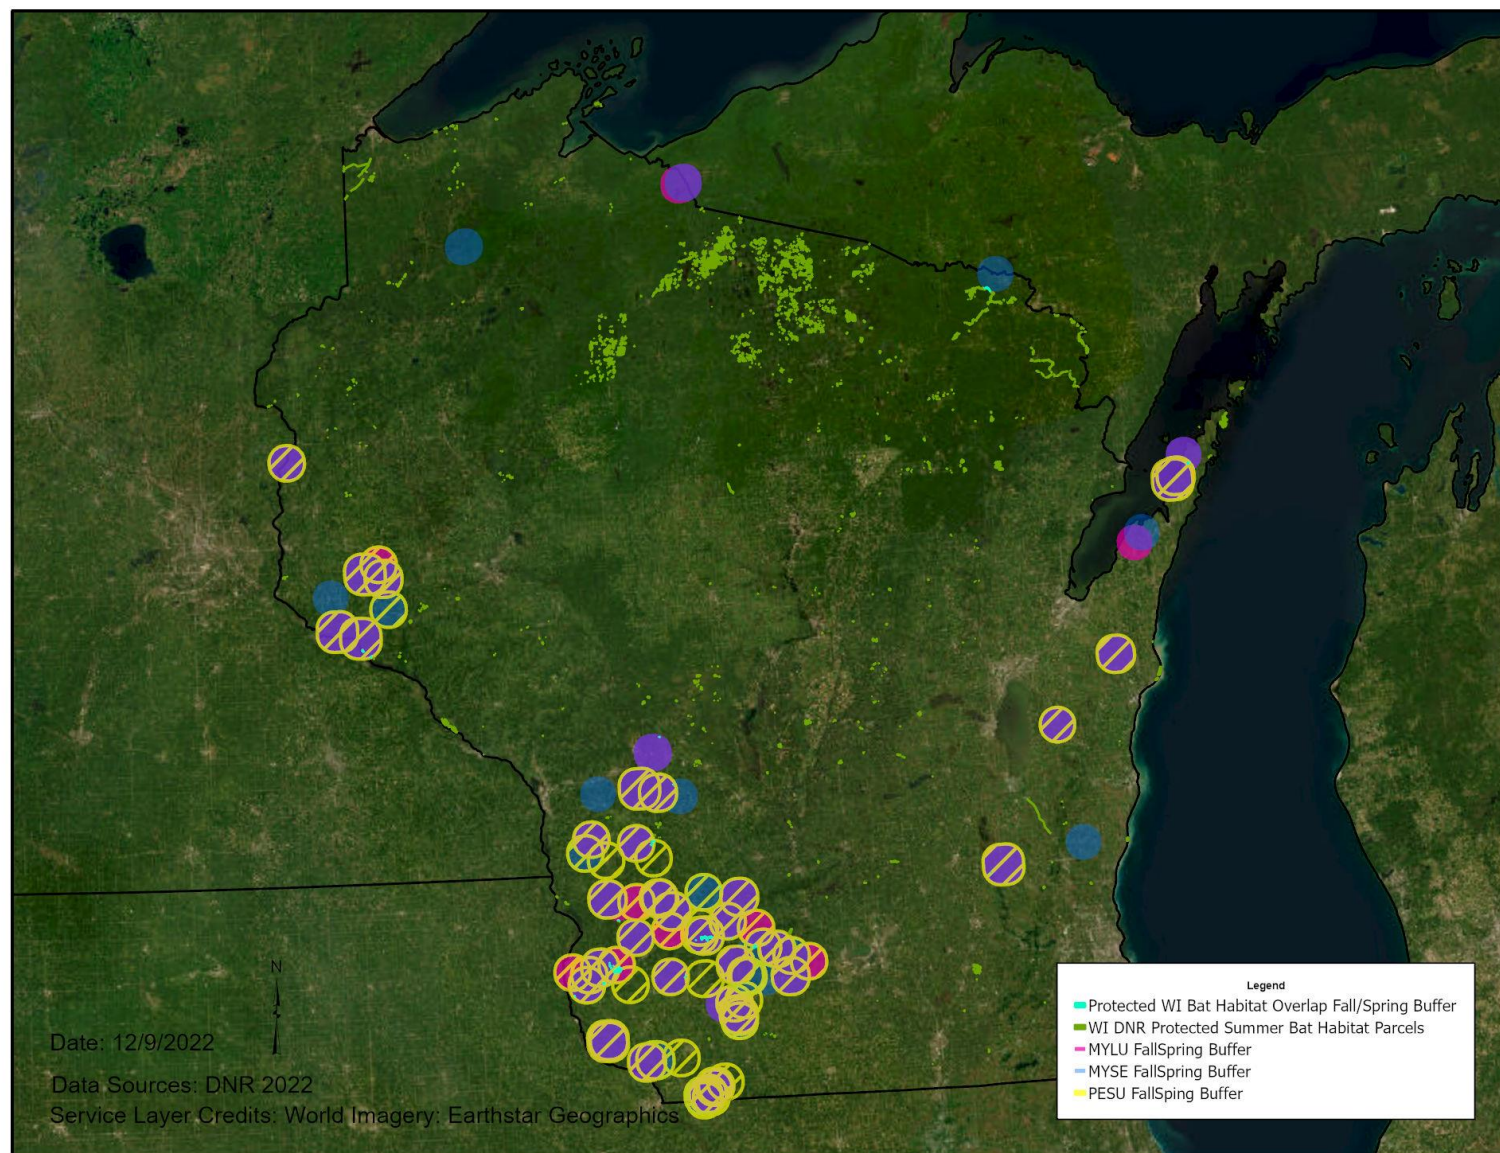 N
Date: 12/9/2022
Data Sources: DNR 2022
Service Layer Credits: World Imagery: Earthstar Geographics
Legend
Protected WI Bat Habitat Overlap Fall/Spring Buffer
WI DNR Protected Summer Bat Habitat Parcels
MYLU FallSpring Buffer
MYSE FallSpring Buffer
PESU FallSping Buffer